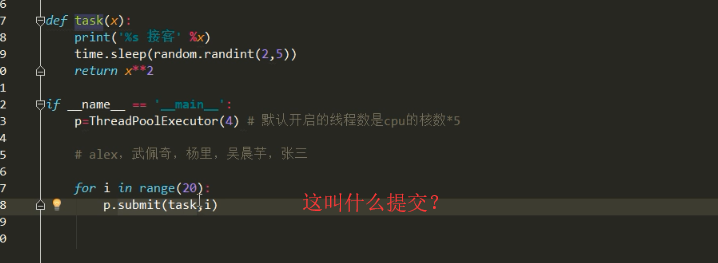 6
7 def task(x):
8 print('%s 接客' %x)
9 time.sleep(random.randint(2,5))
0 return x**2
1
2 if __name__ == '__main__':
3 p=ThreadPoolExecutor(4) # 默认开启的线程数是cpu的核数*5
4
5 # alex，武佩奇，杨里，吴晨芋，张三
6
7 for i in range(20):
8 p.submit(task,i) 这叫什么提交？
9
0